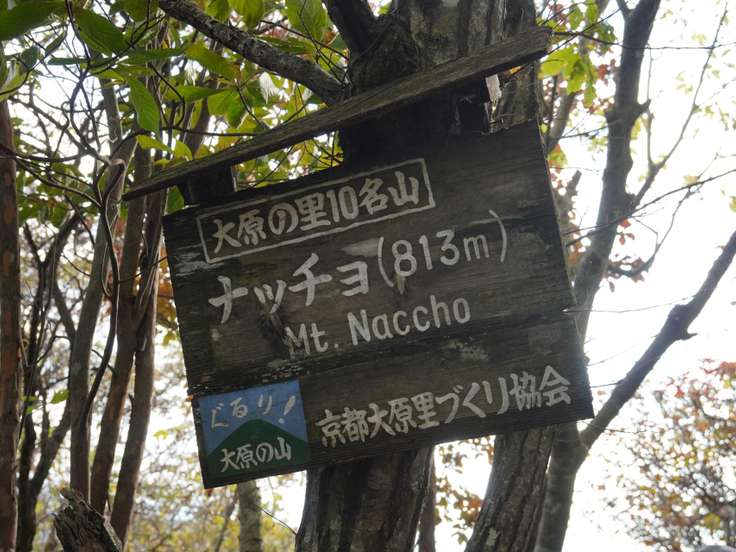 大原の里10名山
ナッチョ(813m)
Mt. Naccho
ぐるり!
大原の山
京都大原里づくり協会